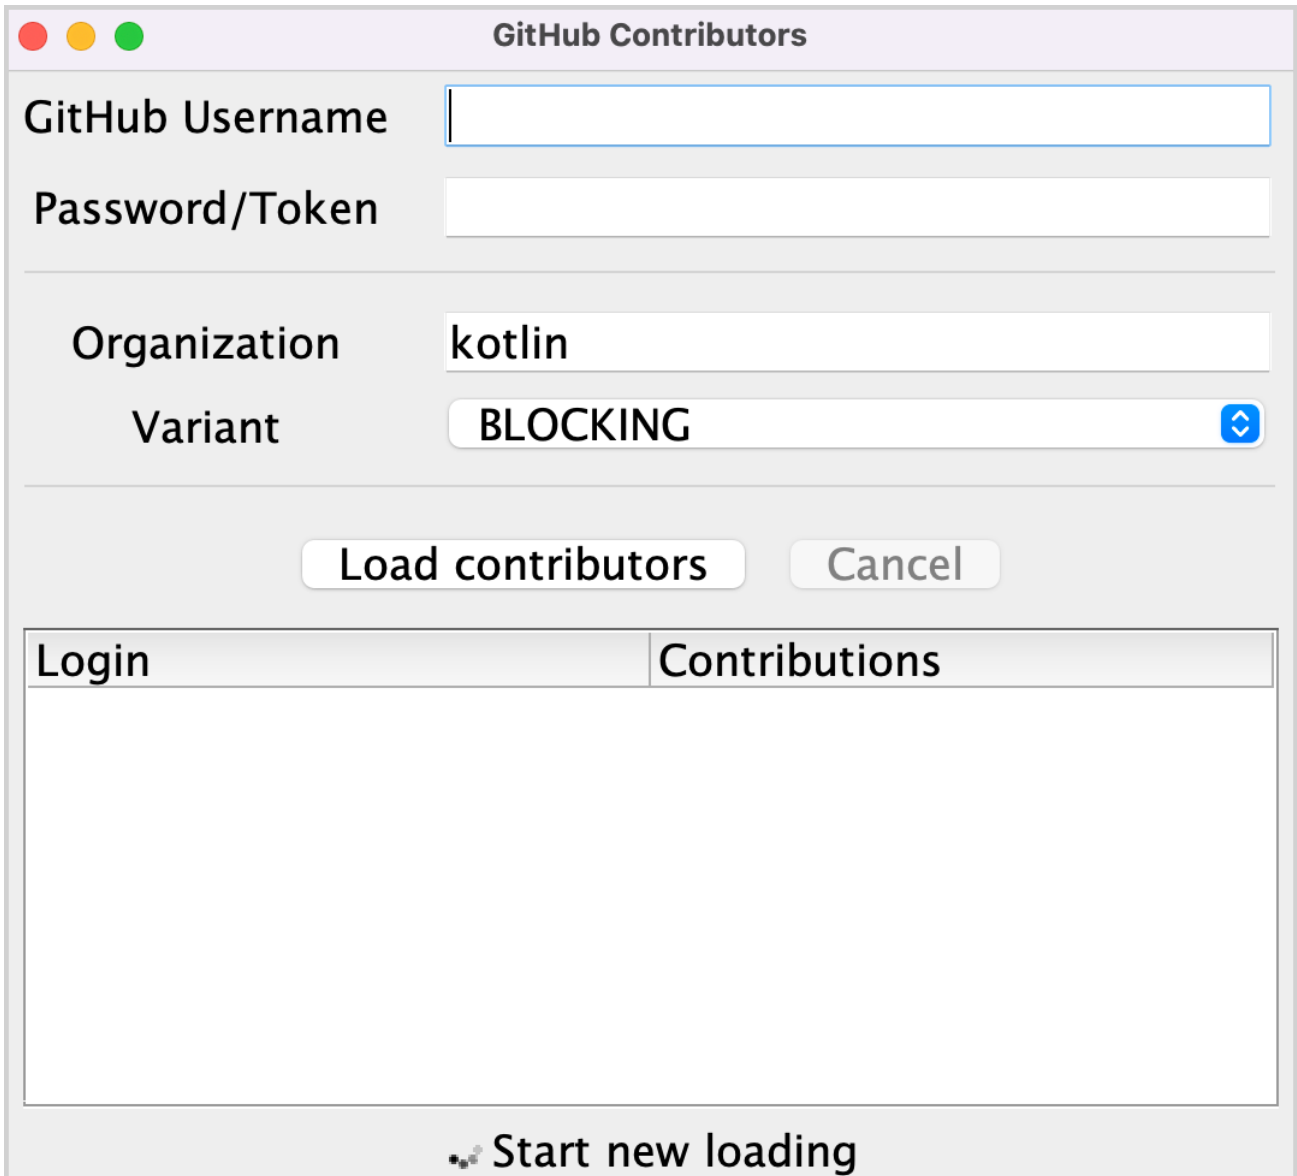 GitHub Contributors
GitHub Username
Password/Token
Organization kotlin
Variant BLOCKING
Load contributors Cancel
Login Contributions
Start new loading